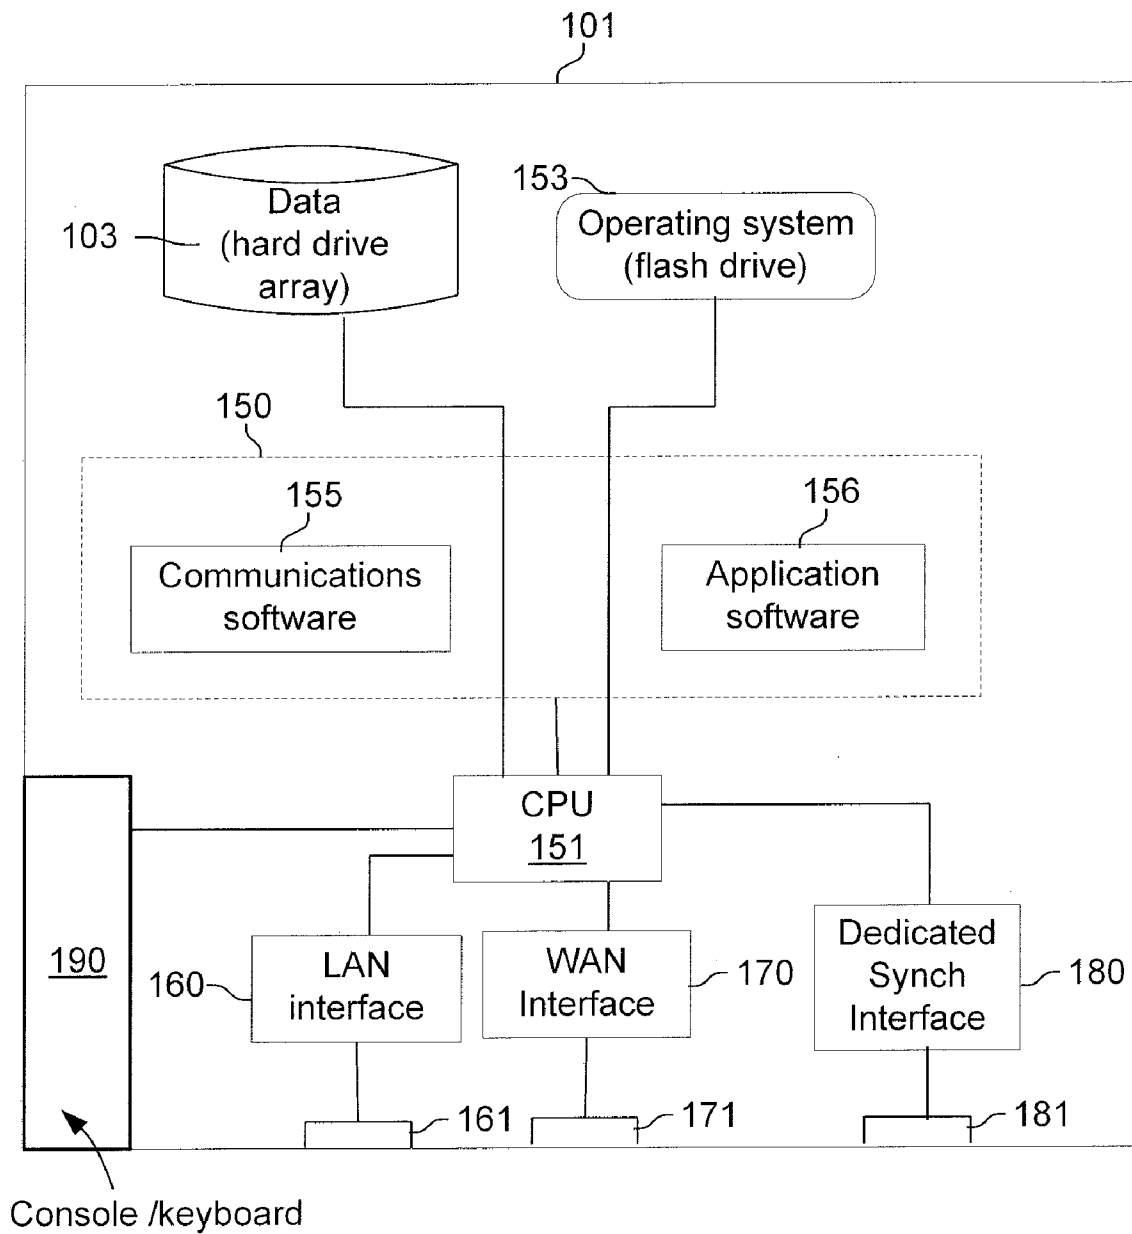 101
Data
(hard drive
array)
103
153
Operating system
(flash drive)
150
155
Communications
software
156
Application
software
CPU
151
190
160
LAN
interface
WAN
Interface
170
Dedicated
Synch
Interface
180
161
171
181
Console /keyboard